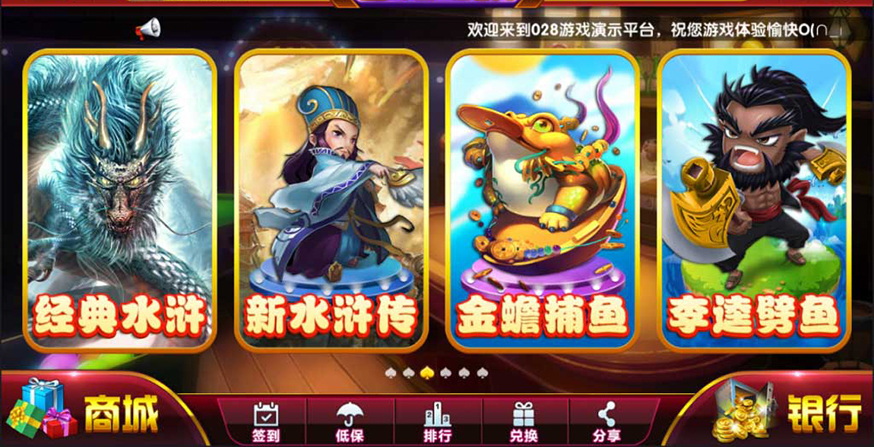 欢迎来到028游戏演示平台，祝您游戏体验愉快O(∩_
经典水浒
新水浒传
金蟾捕鱼
李逵劈鱼
商城
签到
低保
排行
兑换
分享
银行